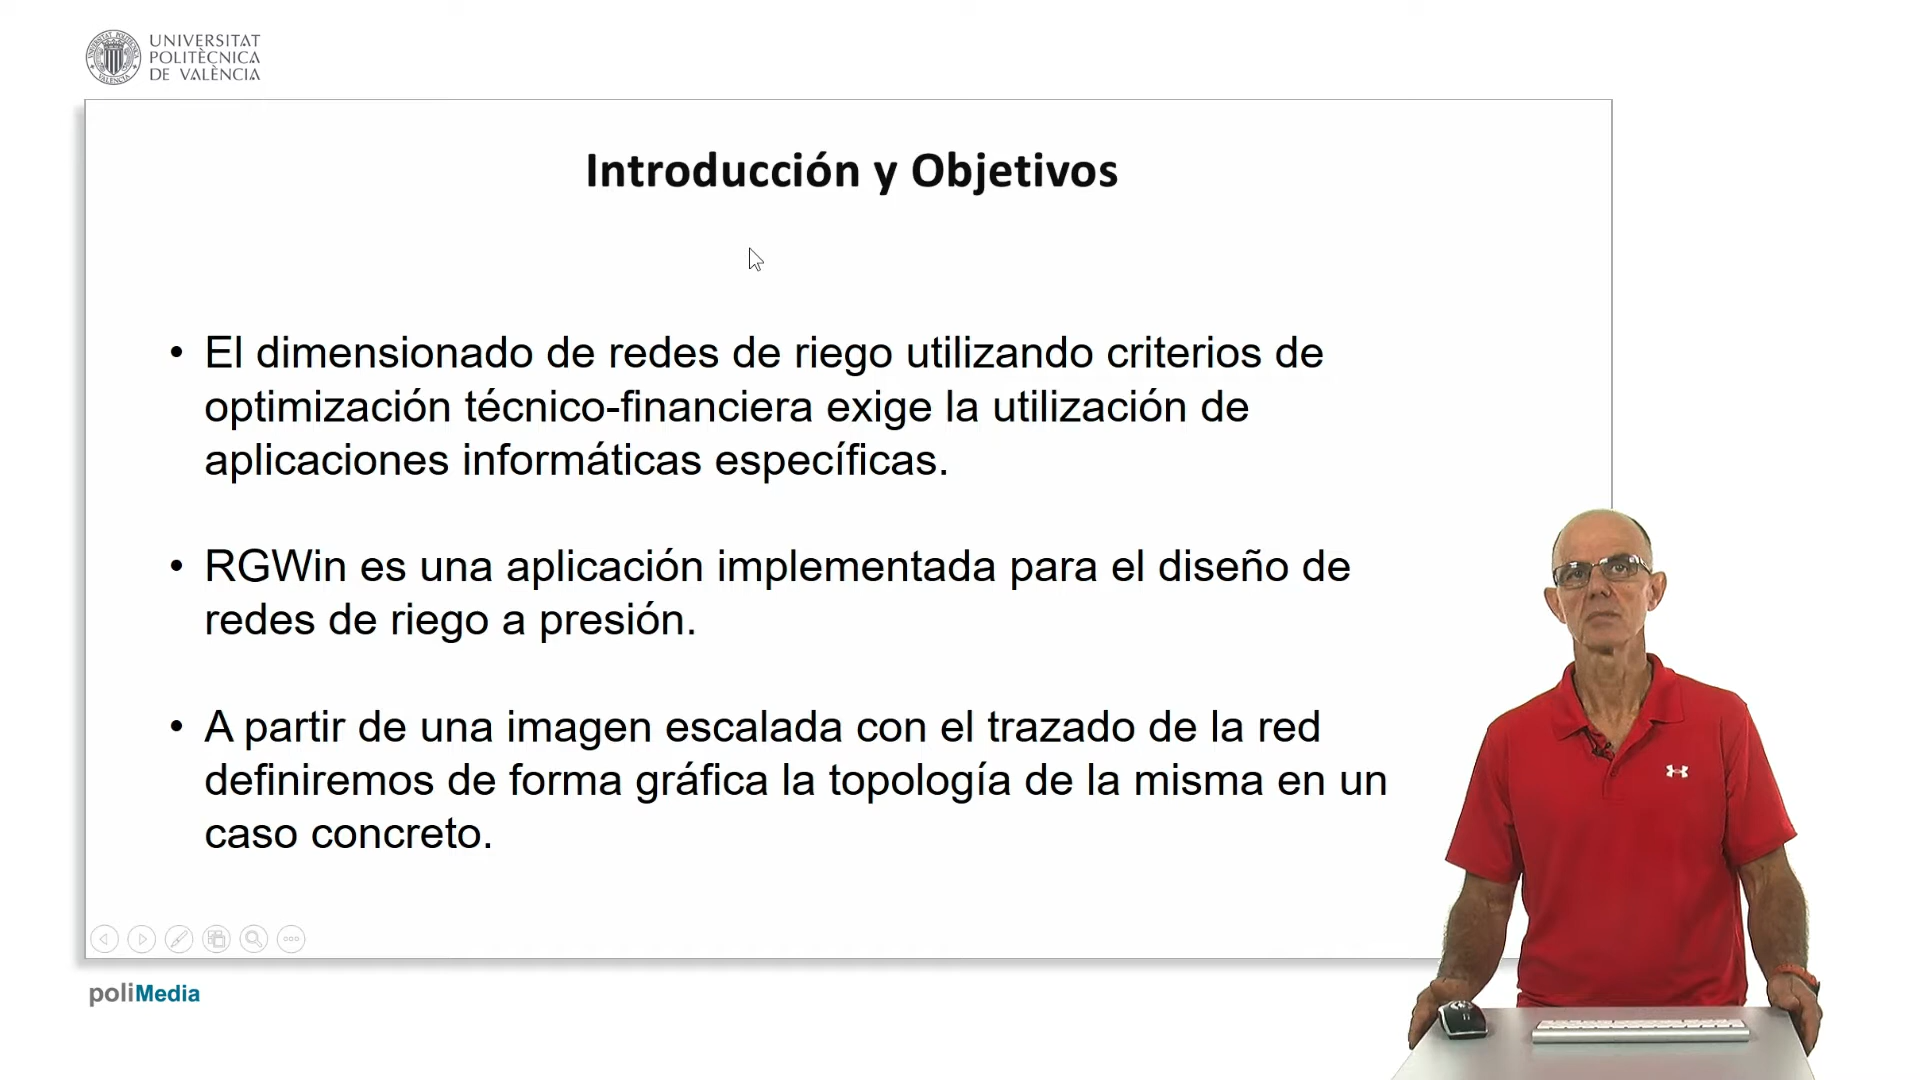 UNIVERSITAT
POLITÈCNICA
DE VALÈNCIA
Introducción y Objetivos
• El dimensionado de redes de riego utilizando criterios de
optimización técnico-financiera exige la utilización de
aplicaciones informáticas específicas.
• RGWin es una aplicación implementada para el diseño de
redes de riego a presión.
• A partir de una imagen escalada con el trazado de la red
definiremos de forma gráfica la topología de la misma en un
caso concreto.
poliMedia